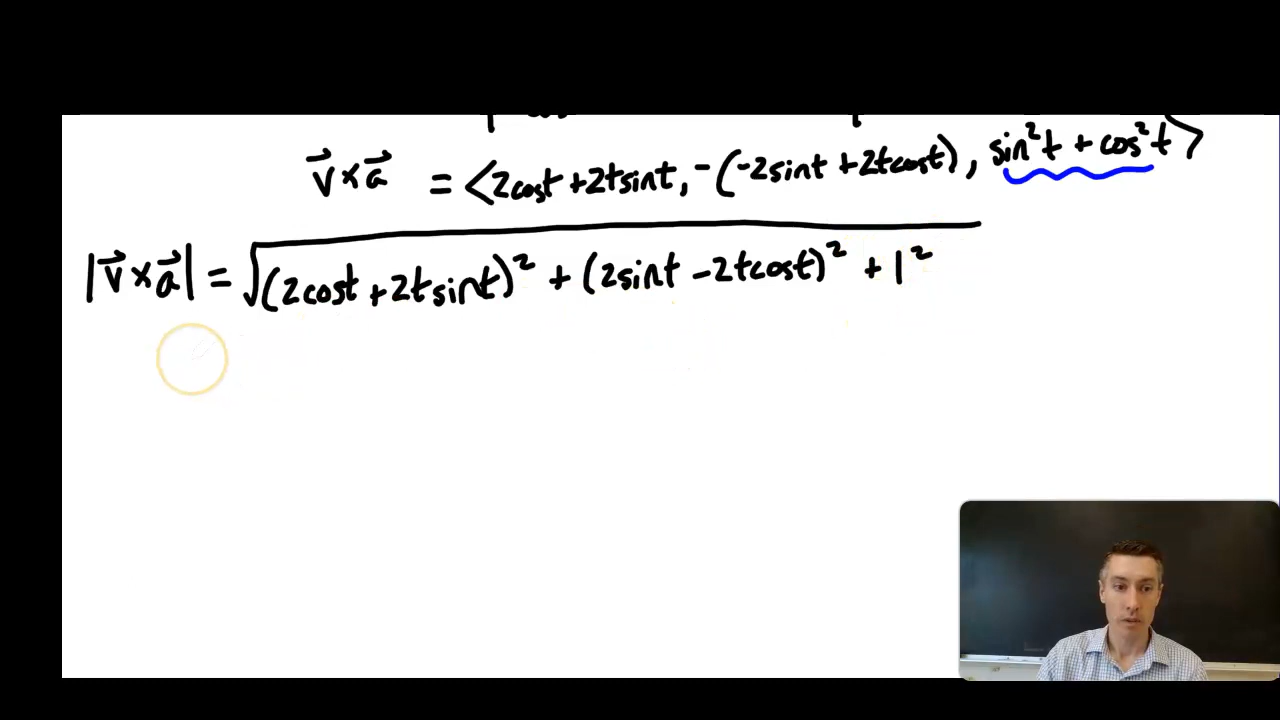 v⃗ × a⃗ = <2cost + 2tsint, -(-2sint + 2tcost), sin²t + cos²t>
|v⃗ × a⃗| = √((2cost + 2tsint)² + (2sint - 2tcost)² + 1²)